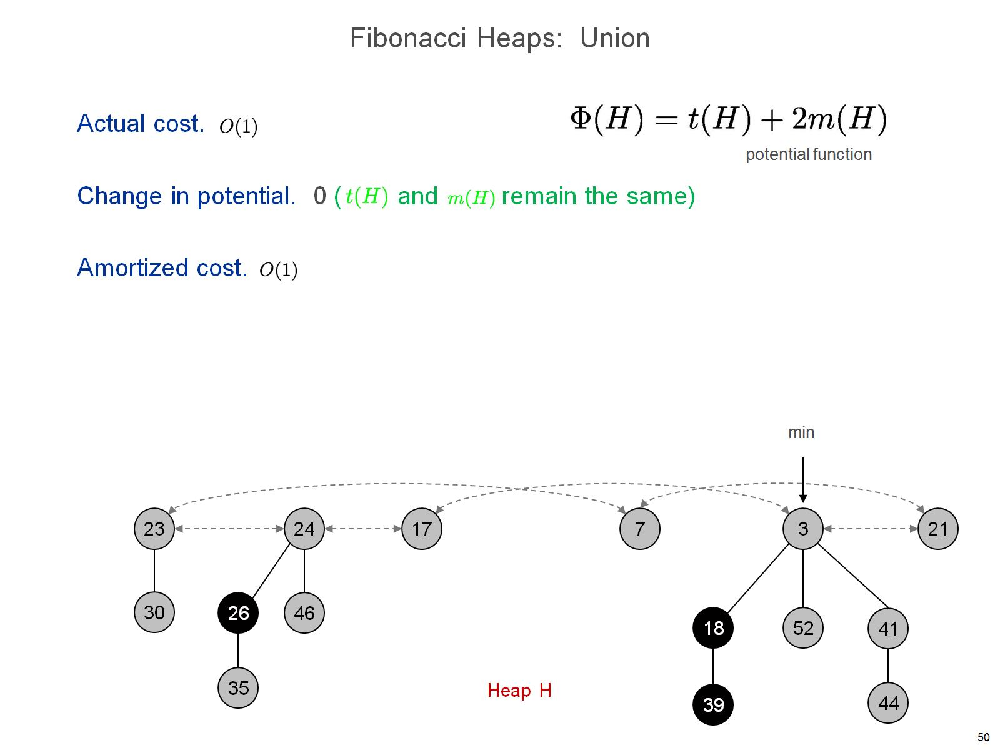 Fibonacci Heaps: Union
Actual cost. O(1)
Φ(H) = t(H) + 2m(H)
potential function
Change in potential. 0 ( t(H) and m(H) remain the same)
Amortized cost. O(1)
min
23 24 17 7 3 21
30 26 46 18 52 41
35 39 44
Heap H
50